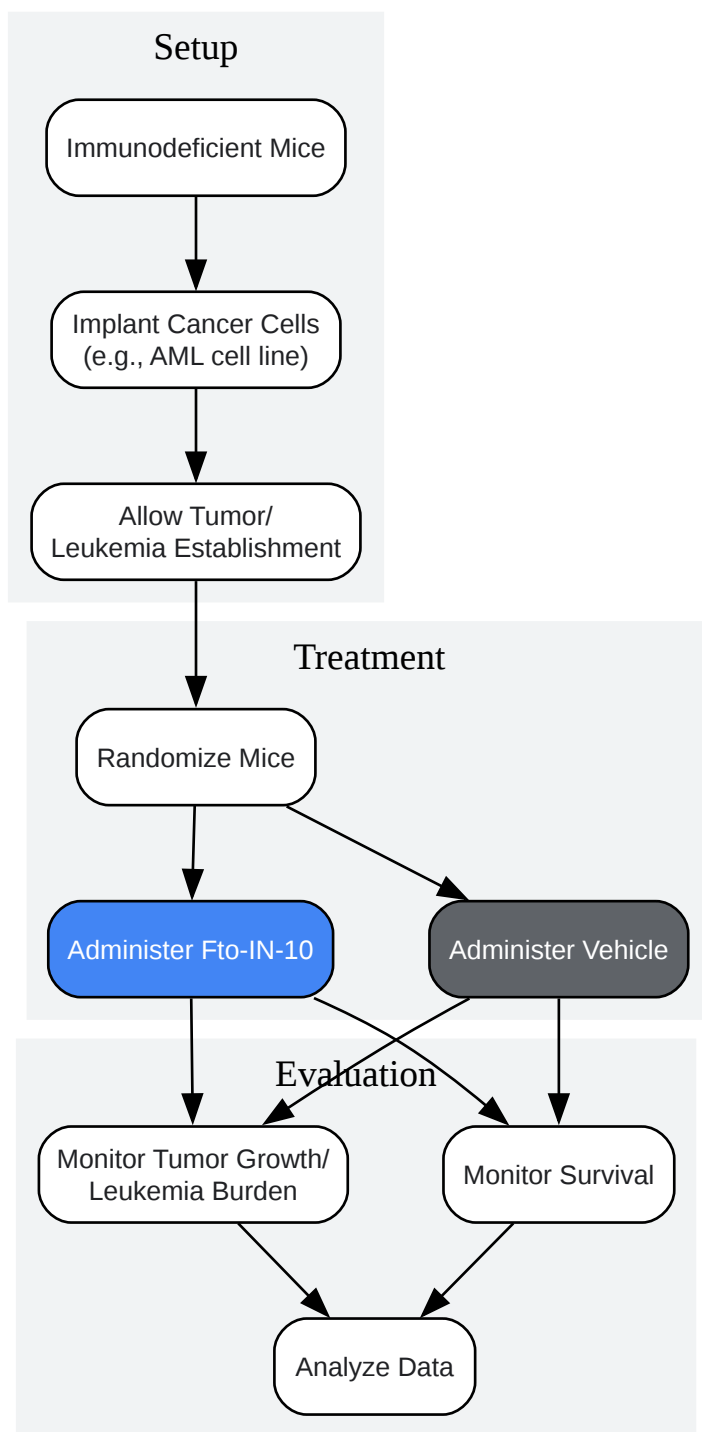 Setup
Immunodeficient Mice
Implant Cancer Cells
(e.g., AML cell line)
Allow Tumor/
Leukemia Establishment
Treatment
Randomize Mice
Administer Fto-IN-10
Administer Vehicle
Evaluation
Monitor Tumor Growth/
Leukemia Burden
Monitor Survival
Analyze Data